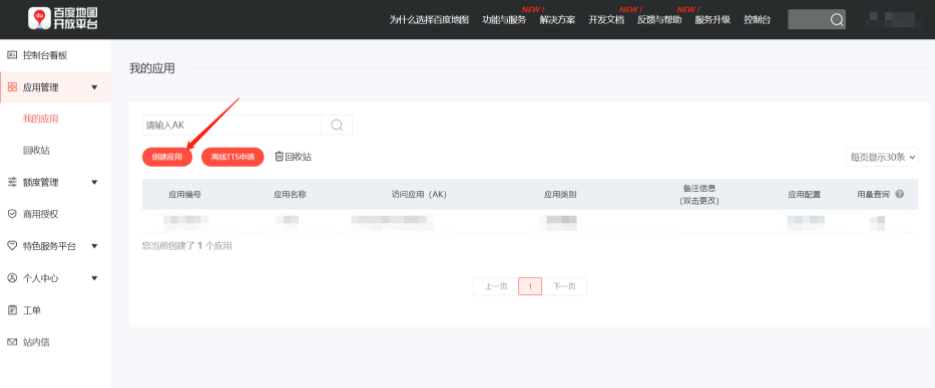 百度地图
开放平台
为什么选择百度地图 功能与服务 NEW! 解决方案 开发文档 NEW! 反馈与帮助 NEW! 服务升级 控制台
控制台看板
应用管理
我的应用
回收站
额度管理
商用授权
特色服务平台
个人中心
工单
站内信
我的应用
请输入AK
创建应用 离线TTS申请 回收站 每页显示30条
应用编号 应用名称 访问应用（AK） 应用类别 备注信息 应用配置 用量查询
(双击更改)
您当前创建了 1 个应用
上一页 1 下一页